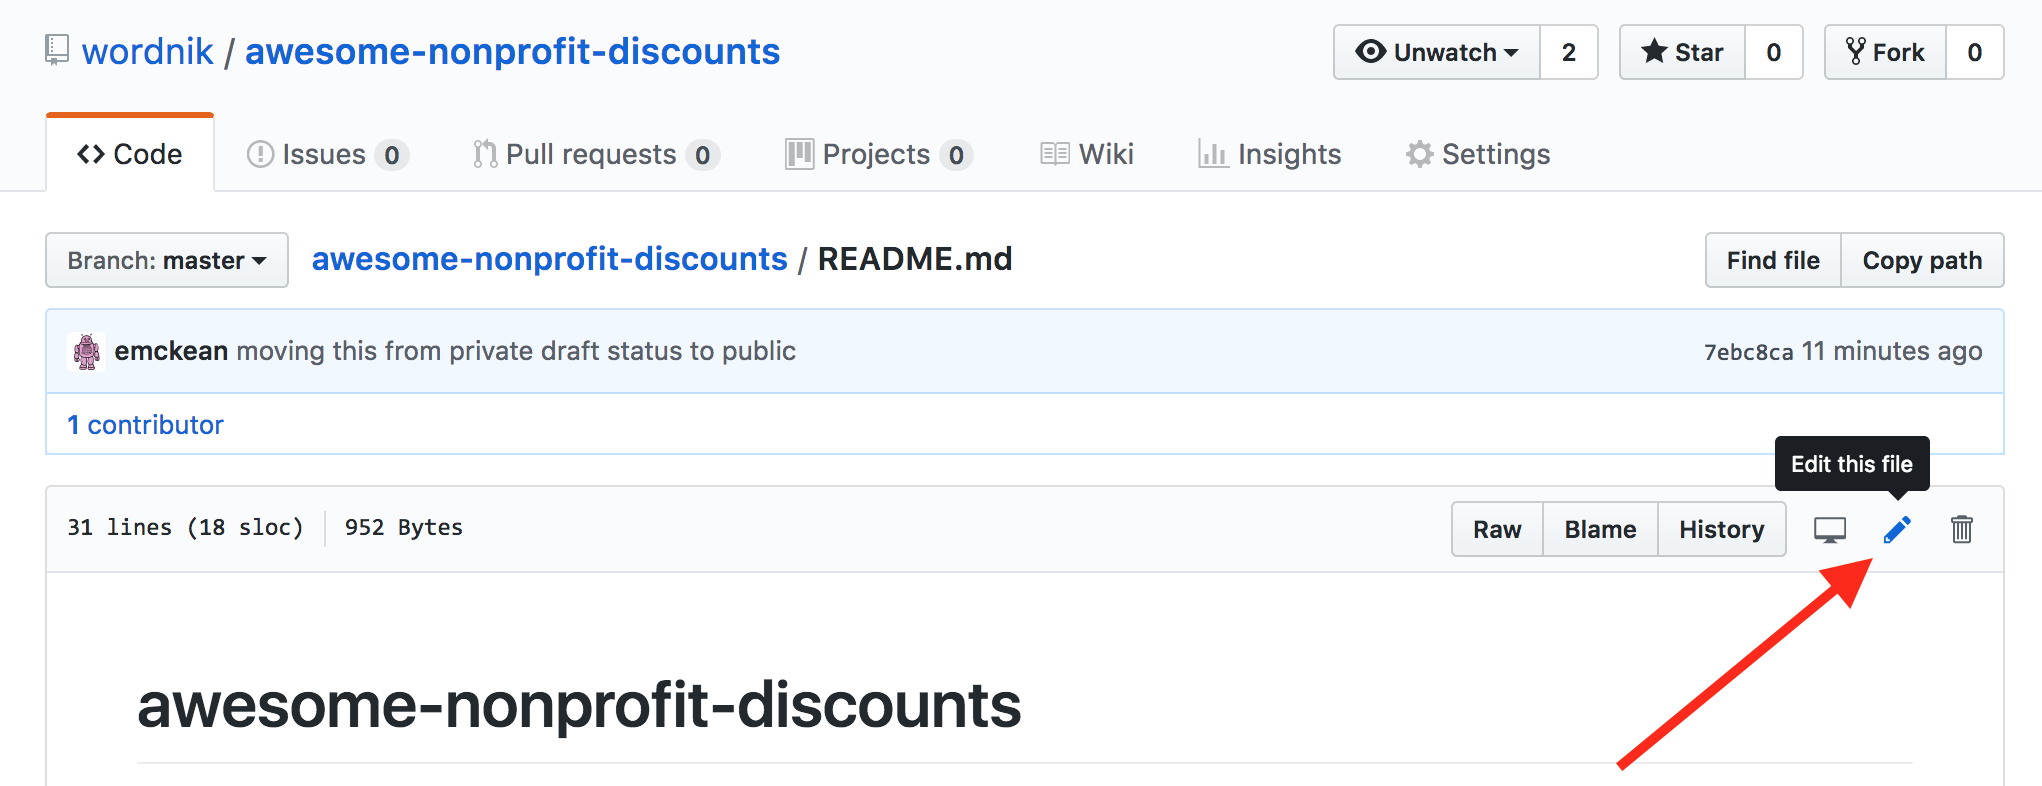 wordnik / awesome-nonprofit-discounts Unwatch 2 Star 0 Fork 0
Code Issues 0 Pull requests 0 Projects 0 Wiki Insights Settings
Branch: master awesome-nonprofit-discounts / README.md Find file Copy path
emckean moving this from private draft status to public 7ebc8ca 11 minutes ago
1 contributor
Edit this file
31 lines (18 sloc) 952 Bytes Raw Blame History
awesome-nonprofit-discounts